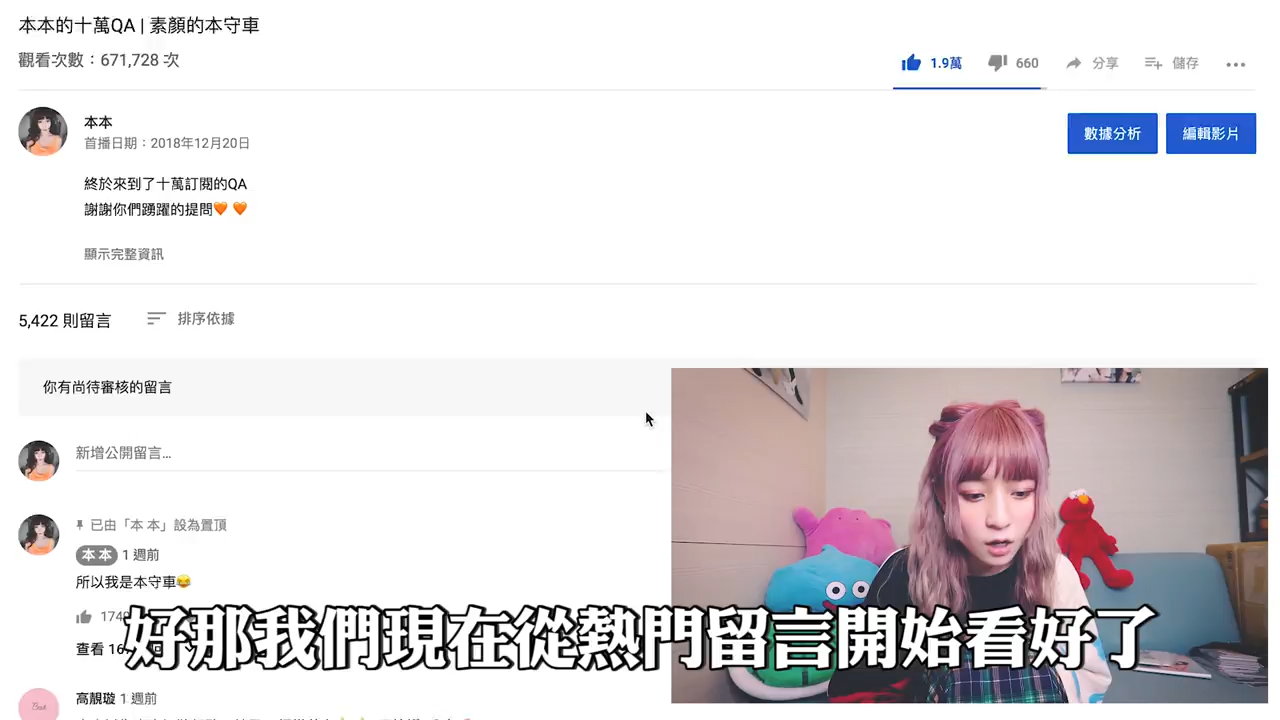 本本的十萬QA | 素顏的本守車
觀看次數：671,728 次
1.9萬
660
分享
儲存
本本
首播日期：2018年12月20日
數據分析
編輯影片
終於來到了十萬訂閱的QA
謝謝你們踴躍的提問🧡 🧡
顯示完整資訊
5,422 則留言
排序依據
你有尚待審核的留言
新增公開留言...
已由「本 本」設為置頂
本 本 1 週前
所以我是本守車😂
好那我們現在從熱門留言開始看好了
查看
高靚璇 1 週前